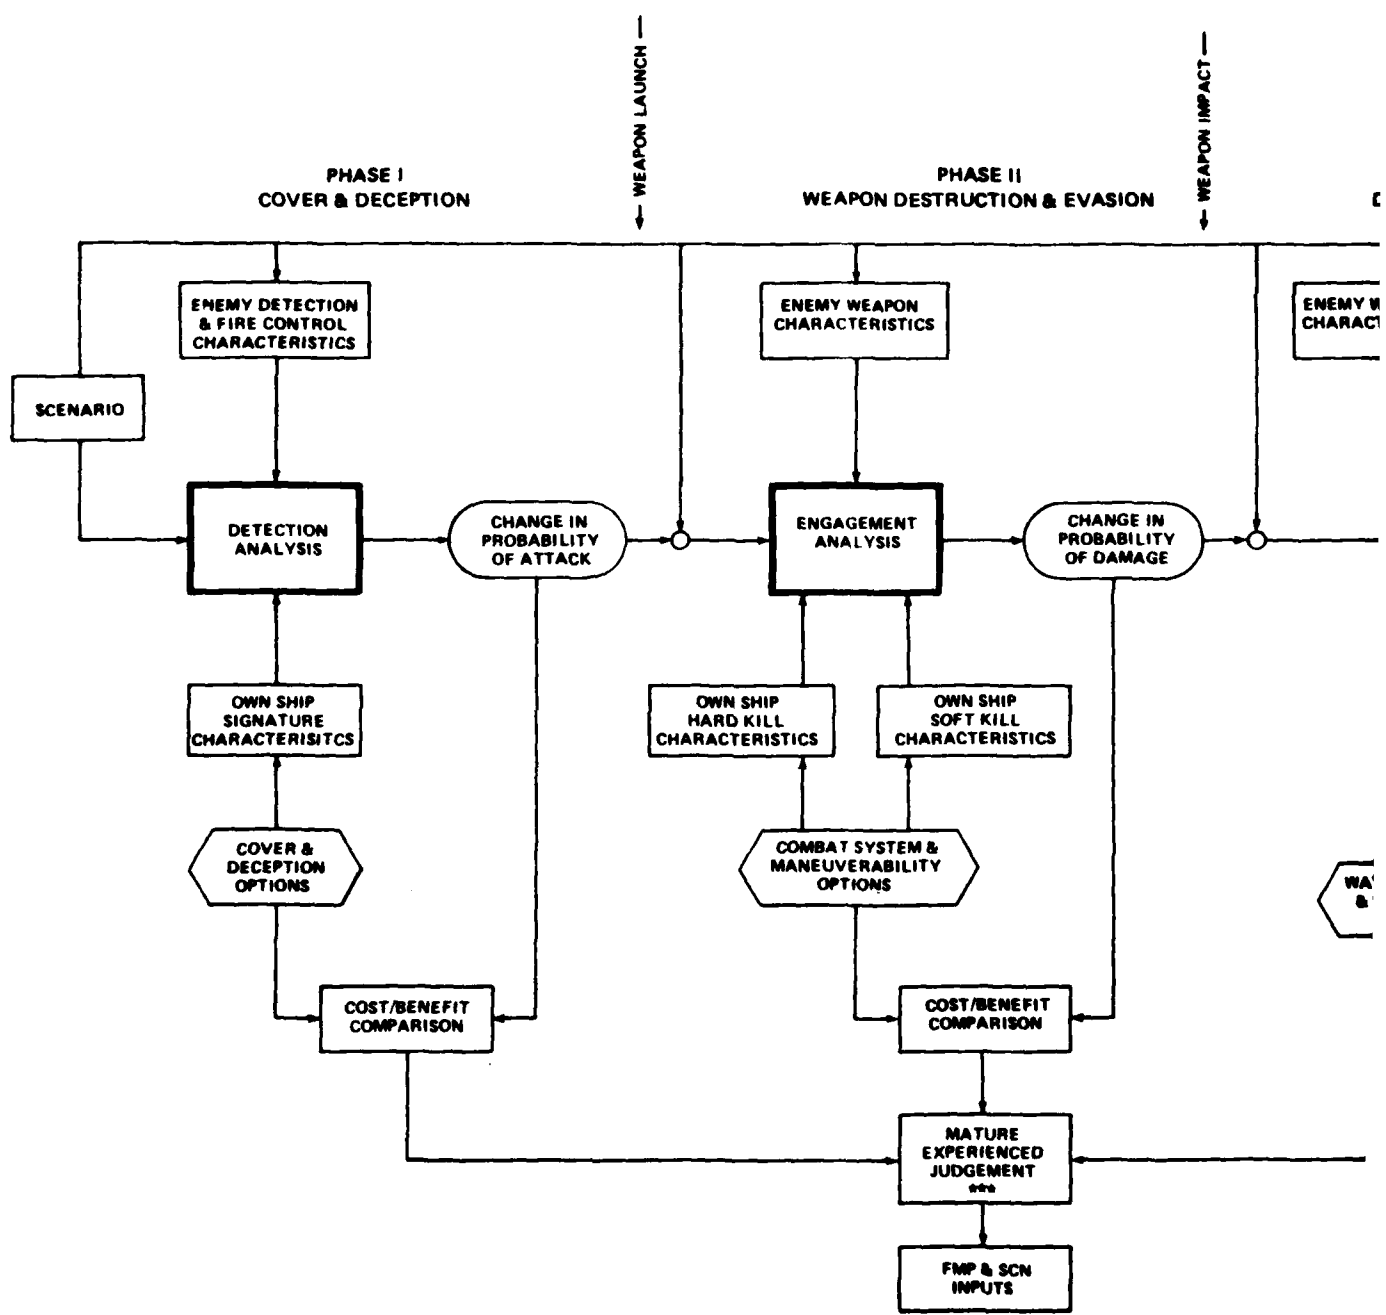 WEAPON LAUNCH
WEAPON IMPACT
PHASE I
COVER & DECEPTION
PHASE II
WEAPON DESTRUCTION & EVASION
ENEMY DETECTION
& FIRE CONTROL
CHARACTERISTICS
ENEMY WEAPON
CHARACTERISTICS
ENEMY
SCENARIO
DETECTION
ANALYSIS
CHANGE IN
PROBABILITY
OF ATTACK
ENGAGEMENT
ANALYSIS
CHANGE IN
PROBABILITY
OF DAMAGE
OWN SHIP
SIGNATURE
CHARACTERISITCS
OWN SHIP
HARD KILL
CHARACTERISTICS
OWN SHIP
SOFT KILL
CHARACTERISTICS
COVER &
DECEPTION
OPTIONS
COMBAT SYSTEM &
MANEUVERABILITY
OPTIONS
&
COST/BENEFIT
COMPARISON
COST/BENEFIT
COMPARISON
MATURE
EXPERIENCED
JUDGEMENT
***
FMP & SCN
INPUTS